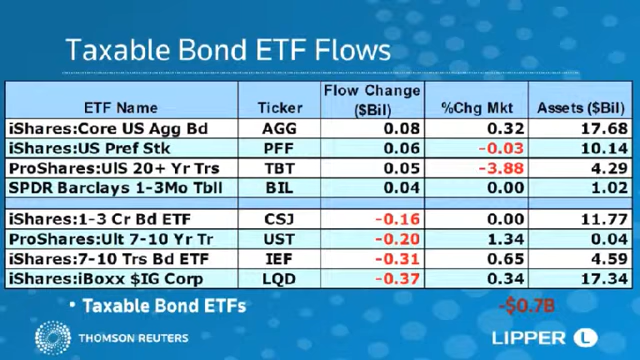 Taxable Bond ETF Flows
ETF Name Ticker Flow Change ($Bil) %Chg Mkt Assets ($Bil)
iShares:Core US Agg Bd AGG 0.08 0.32 17.68
iShares:US Pref Stk PFF 0.06 -0.03 10.14
ProShares:UlS 20+ Yr Trs TBT 0.05 -3.88 4.29
SPDR Barclays 1-3Mo Tbll BIL 0.04 0.00 1.02
iShares:1-3 Cr Bd ETF CSJ -0.16 0.00 11.77
ProShares:Ult 7-10 Yr Tr UST -0.20 1.34 0.04
iShares:7-10 Trs Bd ETF IEF -0.31 0.65 4.59
iShares:iBoxx $IG Corp LQD -0.37 0.34 17.34
• Taxable Bond ETFs -$0.7B
THOMSON REUTERS LIPPER L